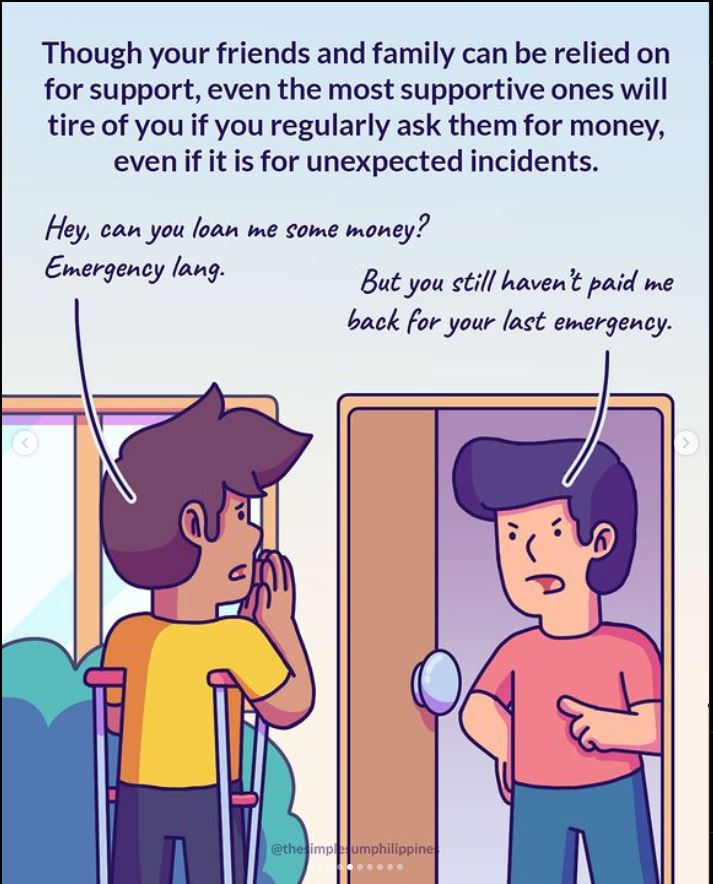 Though your friends and family can be relied on
for support, even the most supportive ones will
tire of you if you regularly ask them for money,
even if it is for unexpected incidents.
Hey, can you loan me some money?
Emergency lang.
But you still haven't paid me
back for your last emergency.
@thesimplesumphilippines